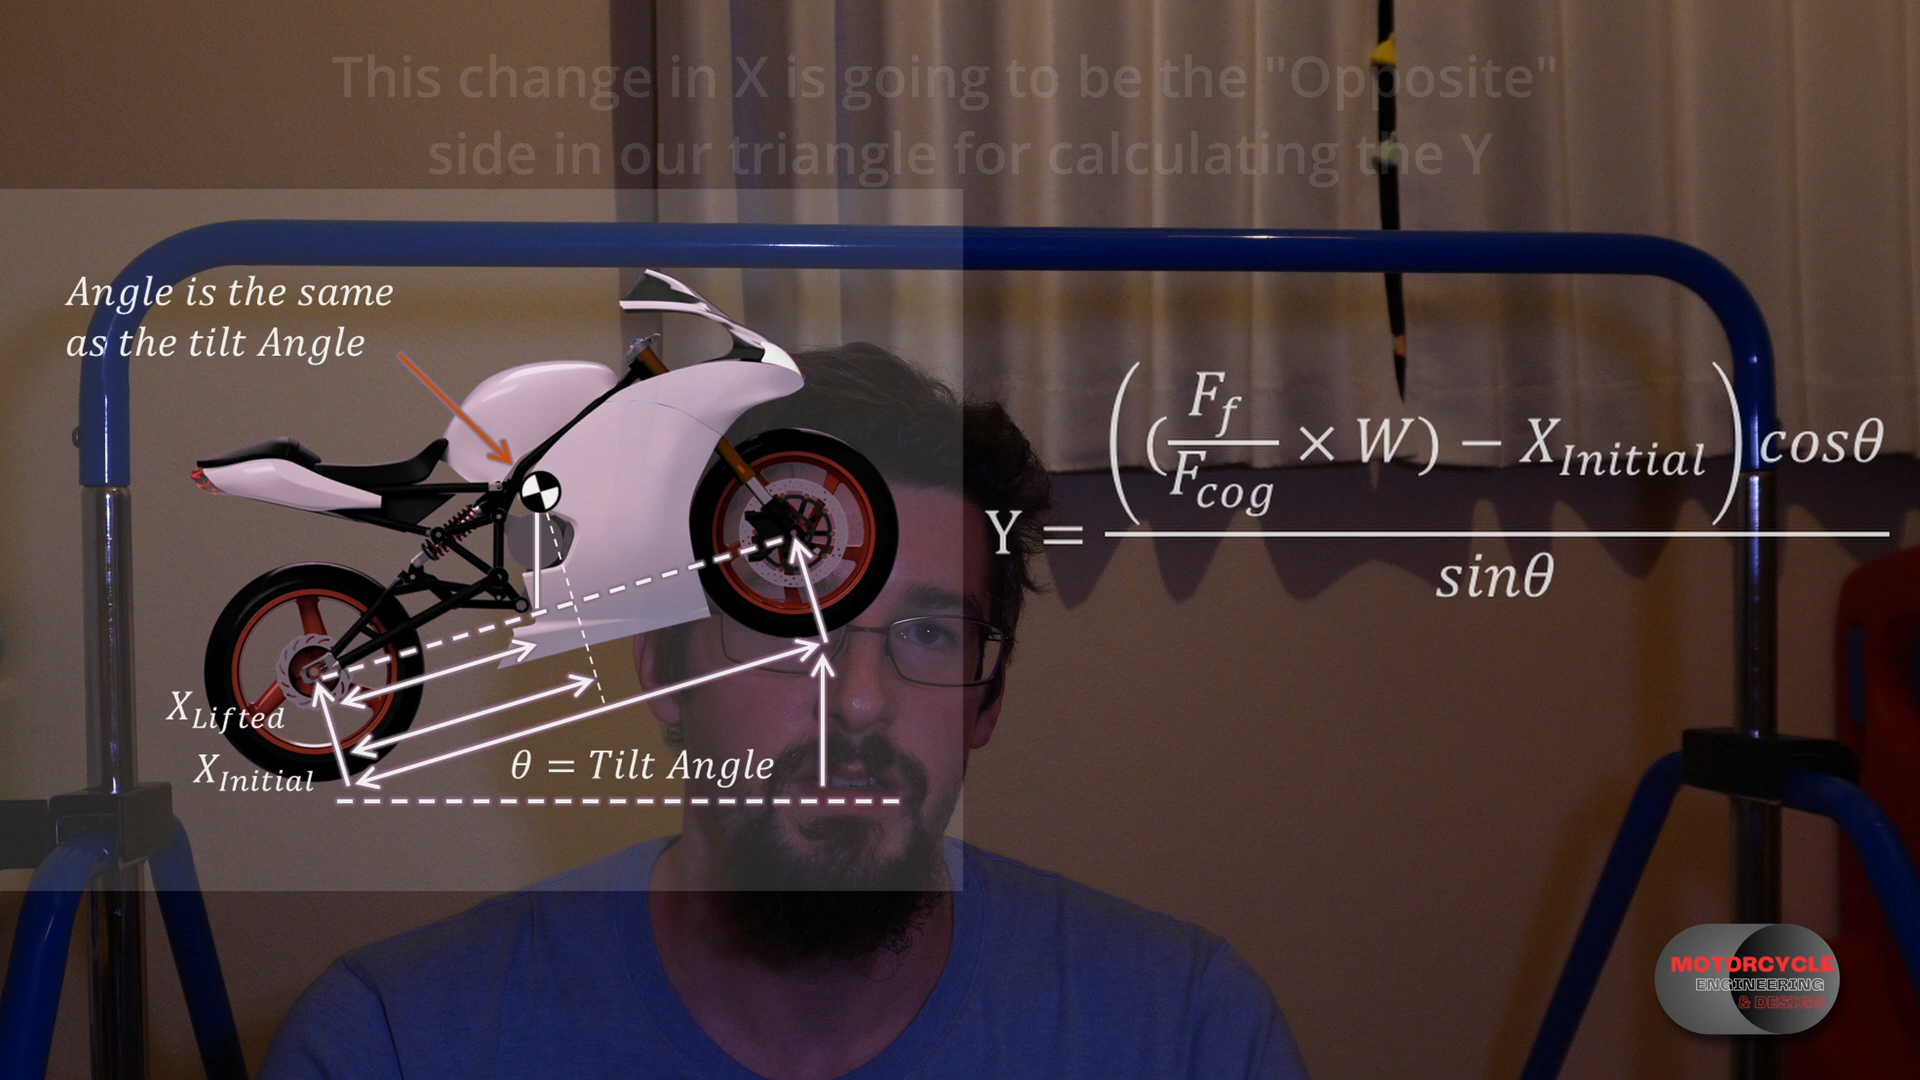 This change in X is going to be the "Opposite"
side in our triangle for calculating the Y
Angle is the same
as the tilt Angle
X_Lifted
X_Initial
θ = Tilt Angle
Y = ((F_f / F_cog × W) − X_Initial) cosθ / sinθ
MOTORCYCLE
ENGINEERING
& DESIGN